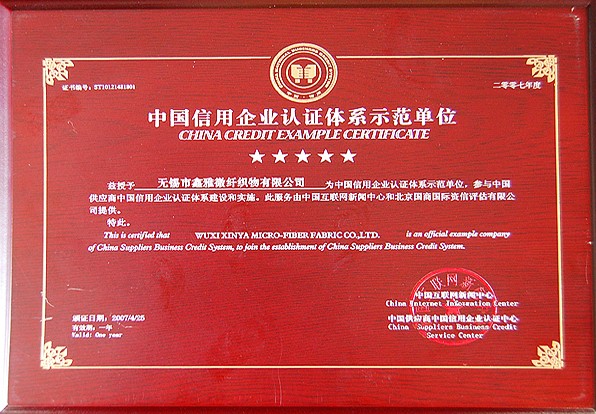 证书编号：ST10121481804
二零零七年度
中国信用企业认证体系示范单位
CHINA CREDIT EXAMPLE CERTIFICATE
兹授予 无锡市鑫雅微纤织物有限公司 为中国信用企业认证体系示范单位，参与中国
供应商中国信用企业认证体系建设和实施。此服务由中国互联网新闻中心和北京国商国际资信评估有限公
司提供。
特此。
This is certified that WUXI XINYA MICRO-FIBER FABRIC CO.,LTD. is an official example company
of China Suppliers Business Credit System, to join the establishment of China Suppliers Business Credit System.
中国互联网新闻中心
China Internet Information Center
颁证日期：2007/4/25
中国供应商中国信用企业认证中心
有效期：一年
China Suppliers Business Credit
Valid: One year
Service Center